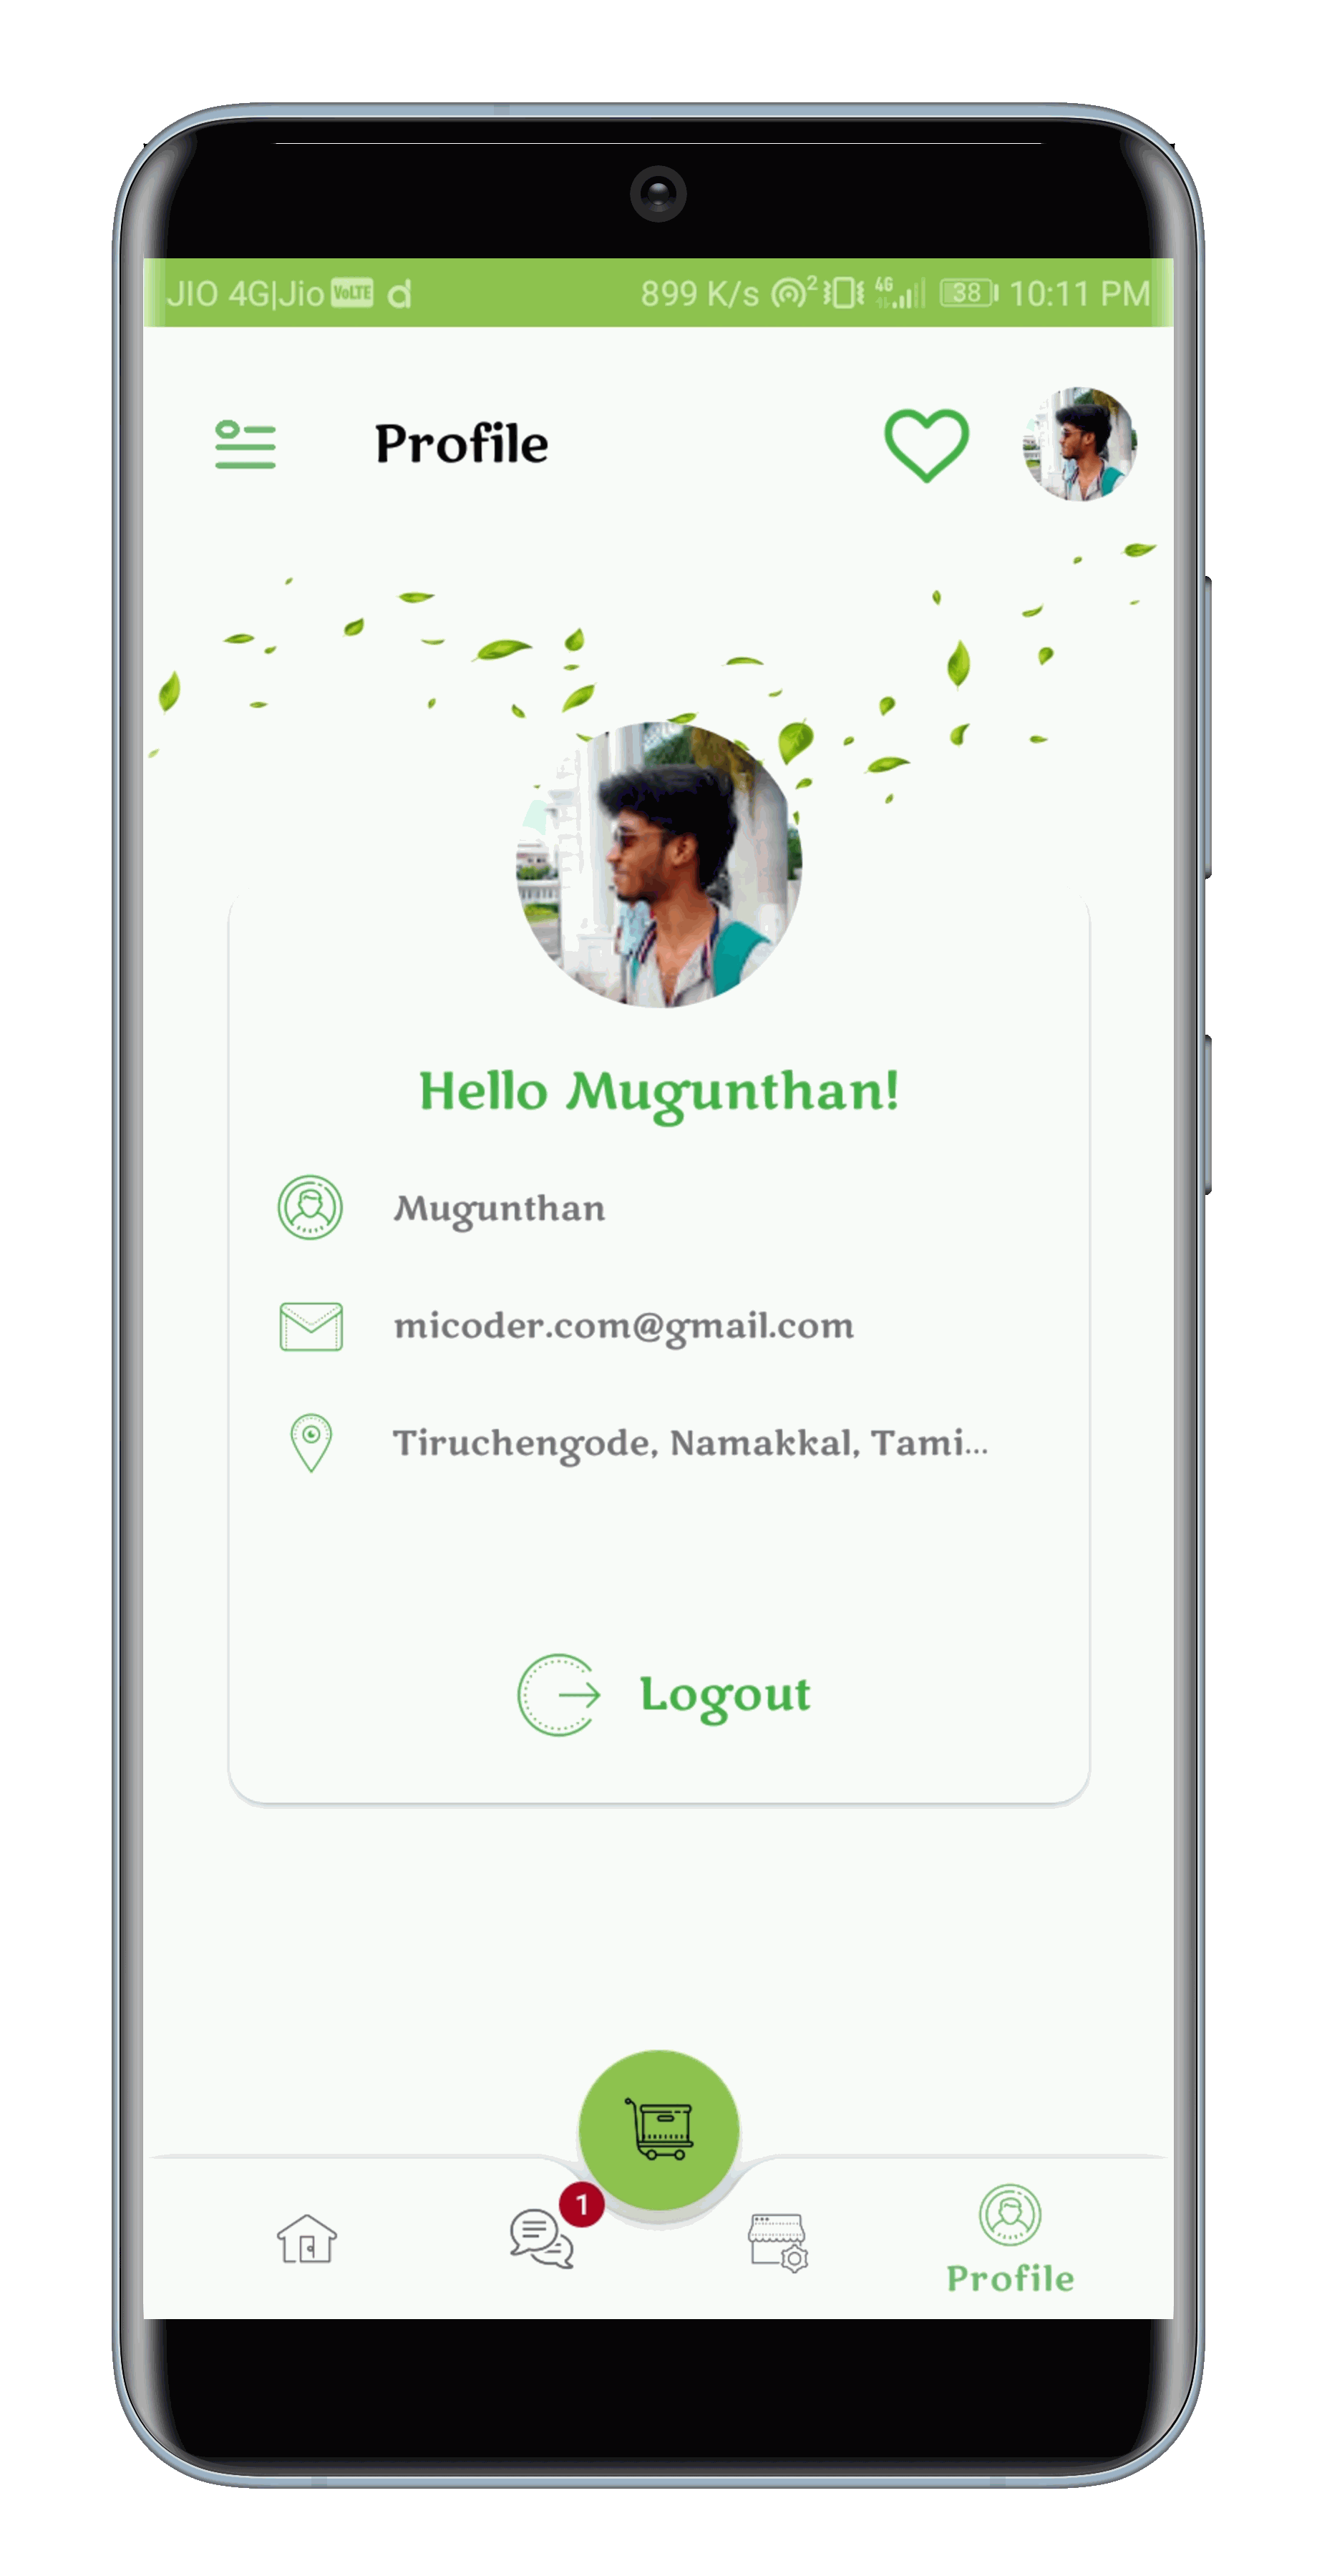 JIO 4G|Jio VoLTE d 899 K/s 2 4G 38 10:11 PM
Profile
Hello Mugunthan!
Mugunthan
micoder.com@gmail.com
Tiruchengode, Namakkal, Tami...
Logout
1
Profile